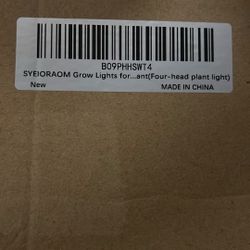 B09PHHSWT4
SYEIORAOM Grow Lights for...ant(Four-head plant light)
New MADE IN CHINA